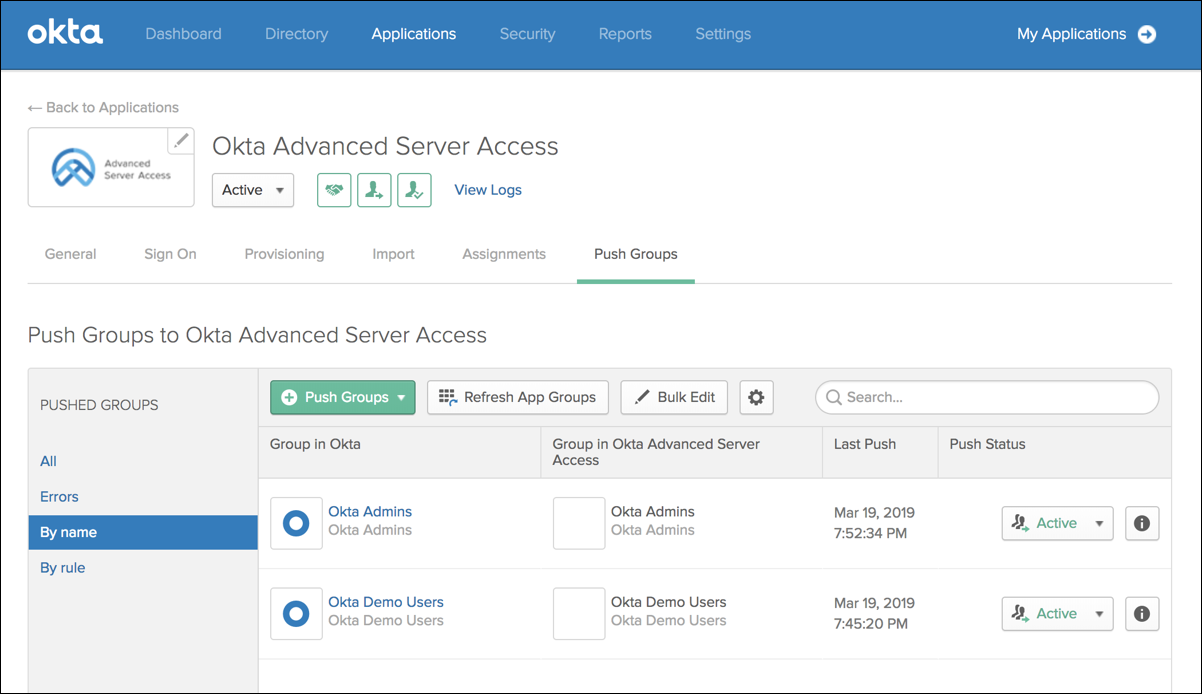 okta
Dashboard
Directory
Applications
Security
Reports
Settings
My Applications
← Back to Applications
Advanced
Server Access
Okta Advanced Server Access
Active
View Logs
General
Sign On
Provisioning
Import
Assignments
Push Groups
Push Groups to Okta Advanced Server Access
PUSHED GROUPS
All
Errors
By name
By rule
Push Groups
Refresh App Groups
Bulk Edit
Search...
Group in Okta
Group in Okta Advanced Server
Access
Last Push
Push Status
Okta Admins
Okta Admins
Okta Admins
Okta Admins
Mar 19, 2019
7:52:34 PM
Active
Okta Demo Users
Okta Demo Users
Okta Demo Users
Okta Demo Users
Mar 19, 2019
7:45:20 PM
Active